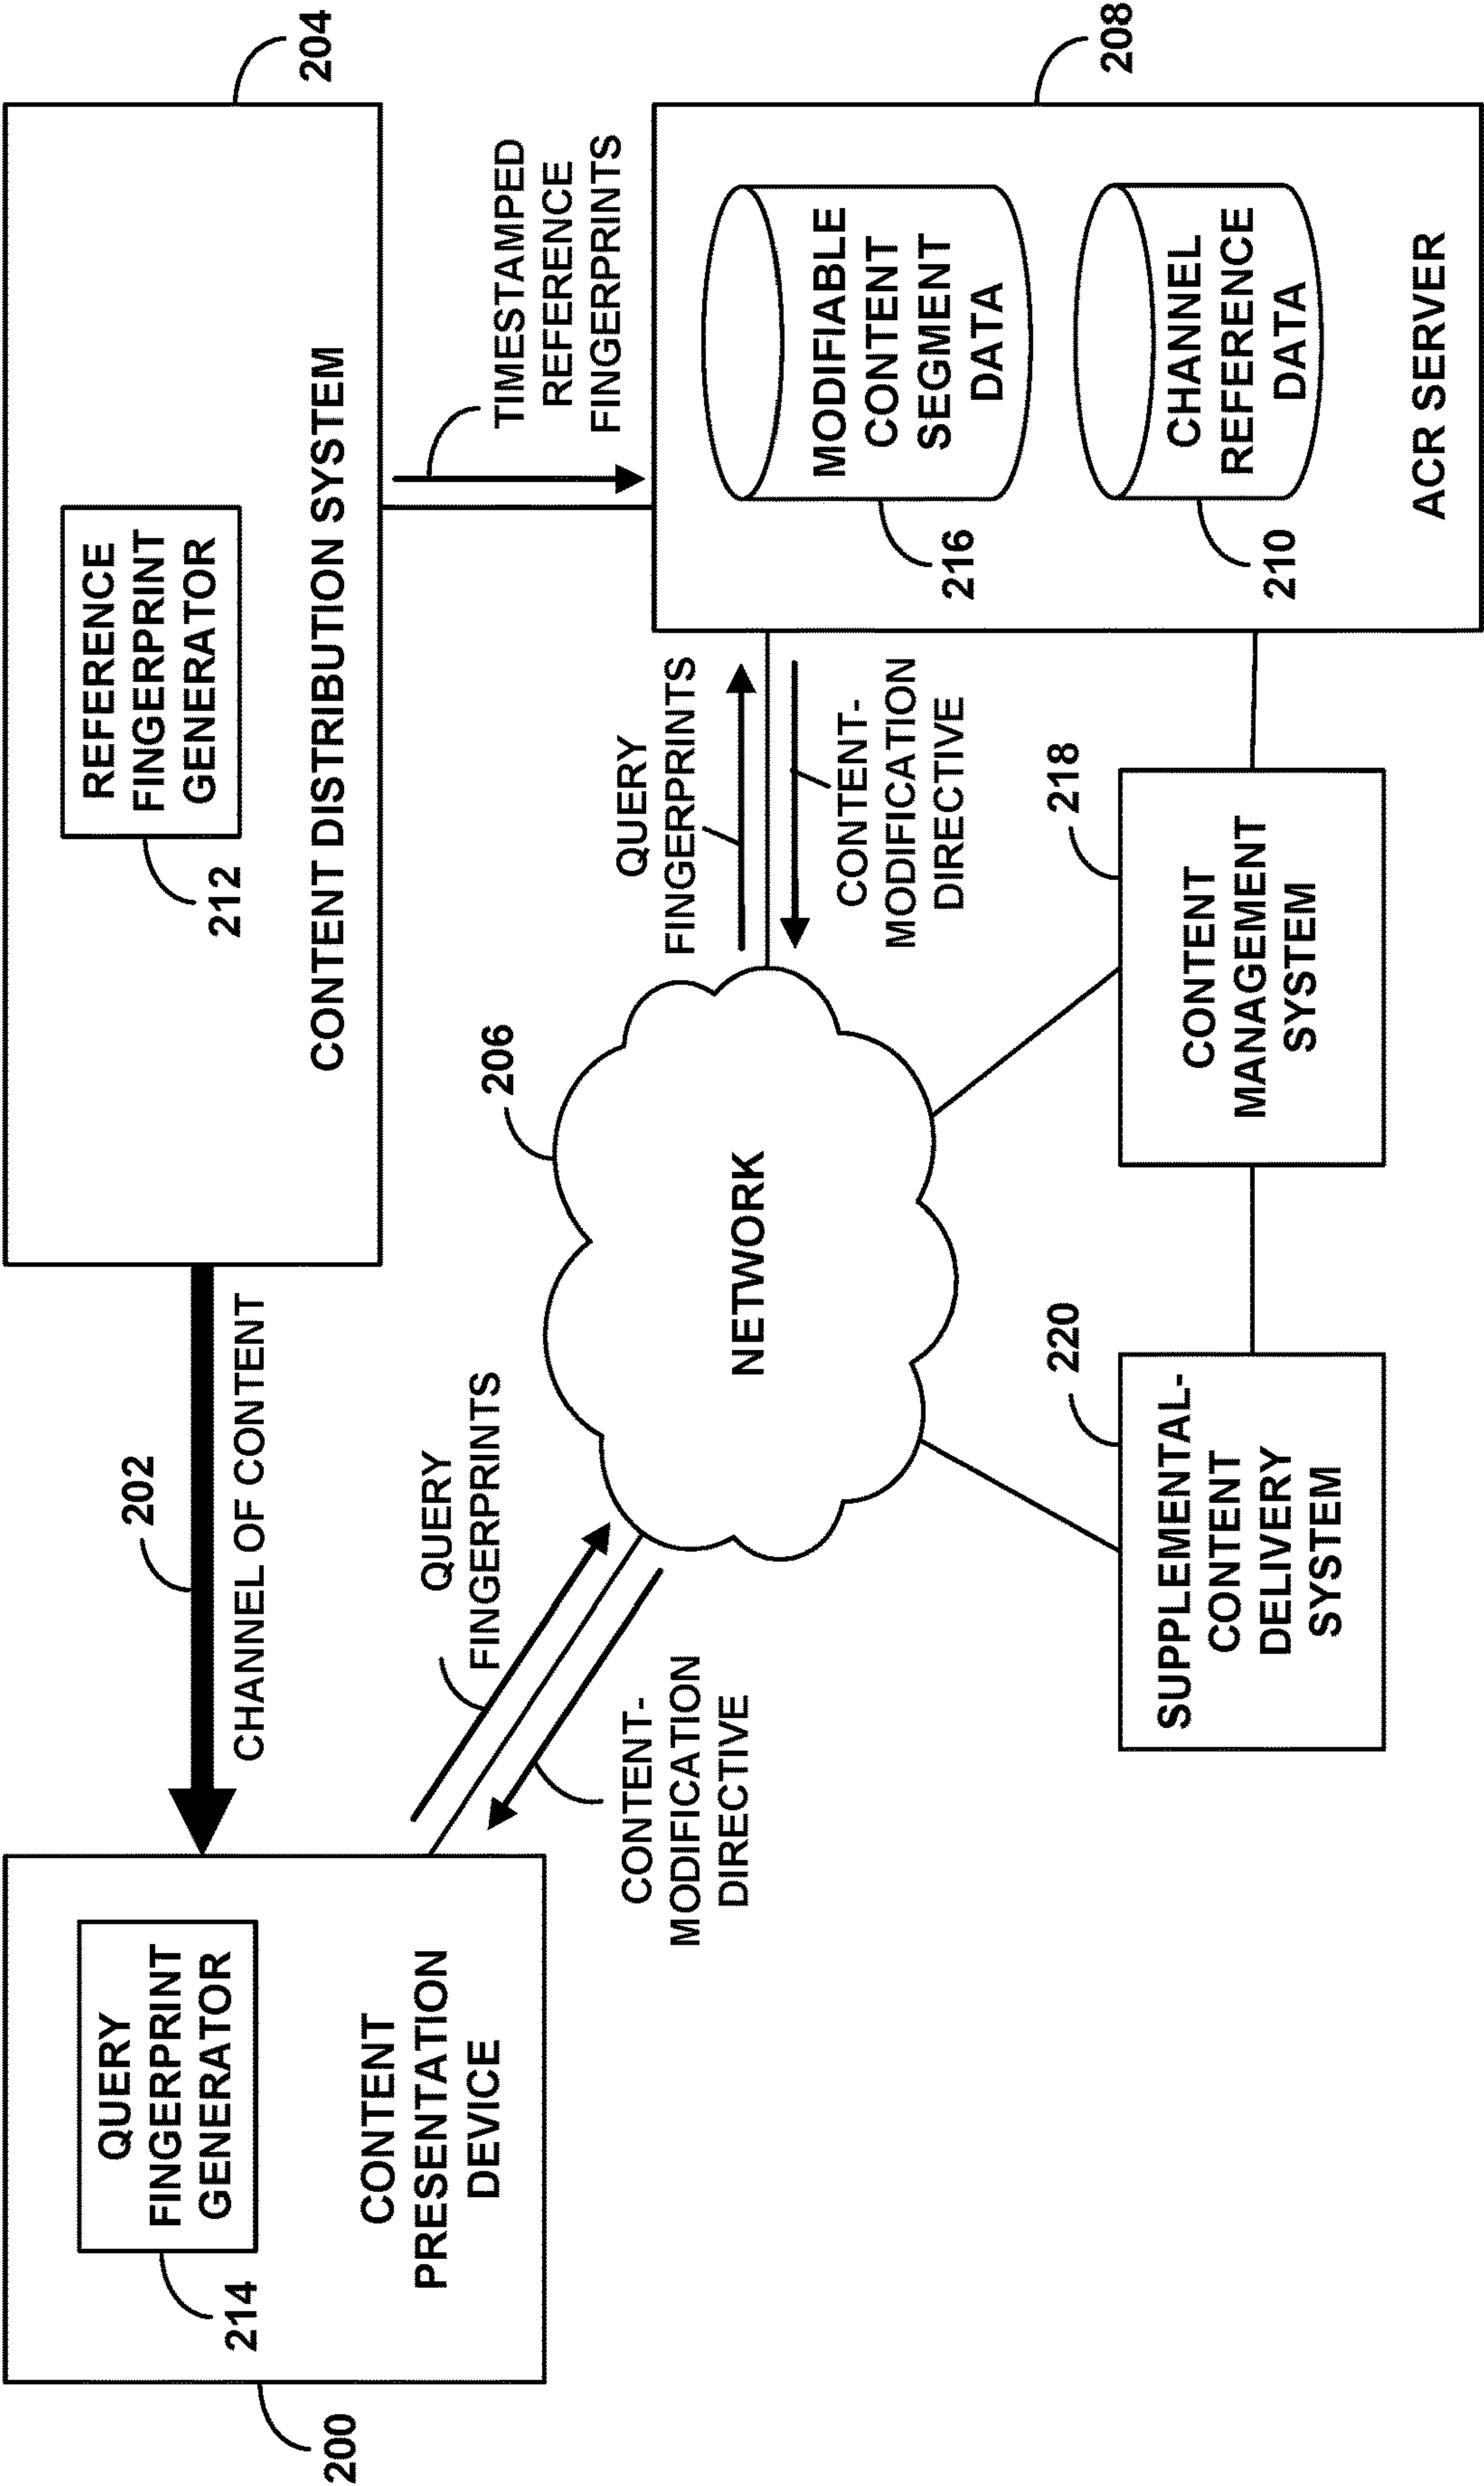 200
214
QUERY
FINGERPRINT
GENERATOR
CONTENT
PRESENTATION
DEVICE
202
CHANNEL OF CONTENT
204
212
REFERENCE
FINGERPRINT
GENERATOR
CONTENT DISTRIBUTION SYSTEM
QUERY
FINGERPRINTS
CONTENT-
MODIFICATION
DIRECTIVE
206
NETWORK
QUERY
FINGERPRINTS
CONTENT-
MODIFICATION
DIRECTIVE
TIMESTAMPED
REFERENCE
FINGERPRINTS
208
216
MODIFIABLE
CONTENT
SEGMENT
DATA
210
CHANNEL
REFERENCE
DATA
ACR SERVER
220
SUPPLEMENTAL-
CONTENT
DELIVERY
SYSTEM
218
CONTENT
MANAGEMENT
SYSTEM